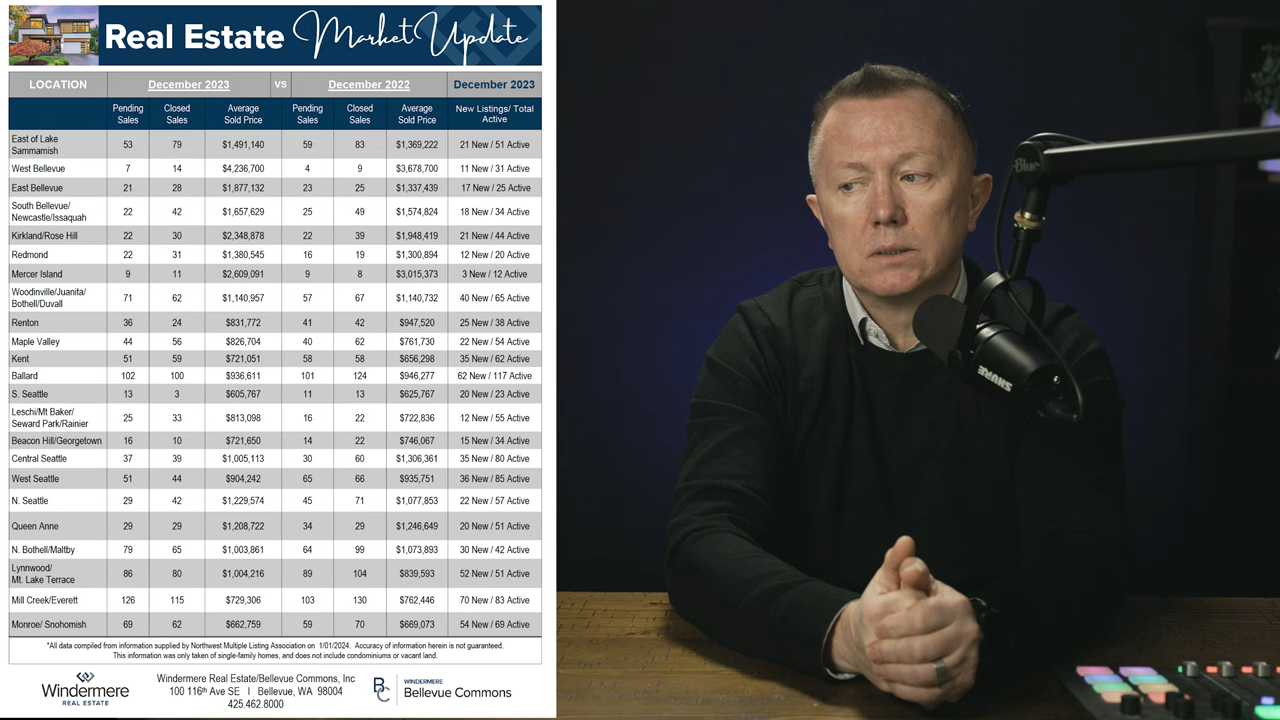 Real Estate Market Update
LOCATION December 2023 VS December 2022 December 2023
Pending Sales Closed Sales Average Sold Price Pending Sales Closed Sales Average Sold Price New Listings/ Total Active
East of Lake Sammamish 53 79 $1,491,140 59 83 $1,369,222 21 New / 51 Active
West Bellevue 7 14 $4,236,700 4 9 $3,678,700 11 New / 31 Active
East Bellevue 21 28 $1,877,132 23 25 $1,337,439 17 New / 25 Active
South Bellevue/ Newcastle/Issaquah 22 42 $1,657,629 25 49 $1,574,824 18 New / 34 Active
Kirkland/Rose Hill 22 30 $2,348,878 22 39 $1,948,419 21 New / 44 Active
Redmond 22 31 $1,380,545 16 19 $1,300,894 12 New / 20 Active
Mercer Island 9 11 $2,609,091 9 8 $3,015,373 3 New / 12 Active
Woodinville/Juanita/ Bothell/Duvall 71 62 $1,140,957 57 67 $1,140,732 40 New / 65 Active
Renton 36 24 $831,772 41 42 $947,520 25 New / 38 Active
Maple Valley 44 56 $826,704 40 62 $761,730 22 New / 54 Active
Kent 51 59 $721,051 58 58 $656,298 35 New / 62 Active
Ballard 102 100 $936,611 101 124 $946,277 62 New / 117 Active
S. Seattle 13 3 $605,767 11 13 $625,767 20 New / 23 Active
Leschi/Mt Baker/ Seward Park/Rainier 25 33 $813,098 16 22 $722,836 12 New / 55 Active
Beacon Hill/Georgetown 16 10 $721,650 14 22 $746,067 15 New / 34 Active
Central Seattle 37 39 $1,005,113 30 60 $1,306,361 35 New / 80 Active
West Seattle 51 44 $904,242 65 66 $935,751 36 New / 85 Active
N. Seattle 29 42 $1,229,574 45 71 $1,077,853 22 New / 57 Active
Queen Anne 29 29 $1,208,722 34 29 $1,246,649 20 New / 51 Active
N. Bothell/Maltby 79 65 $1,003,861 64 99 $1,073,893 30 New / 42 Active
Lynnwood/ Mt. Lake Terrace 86 80 $1,004,216 89 104 $839,593 52 New / 51 Active
Mill Creek/Everett 126 115 $729,306 103 130 $762,446 70 New / 83 Active
Monroe/ Snohomish 69 62 $662,759 59 70 $669,073 54 New / 69 Active
*All data compiled from information supplied by Northwest Multiple Listing Association on 1/01/2024. Accuracy of information herein is not guaranteed.
This information was only taken of single-family homes, and does not include condominiums or vacant land.
Windermere
REAL ESTATE
Windermere Real Estate/Bellevue Commons, Inc
100 116th Ave SE | Bellevue, WA 98004
425.462.8000
BC
WINDERMERE
Bellevue Commons
Blue
SHURE